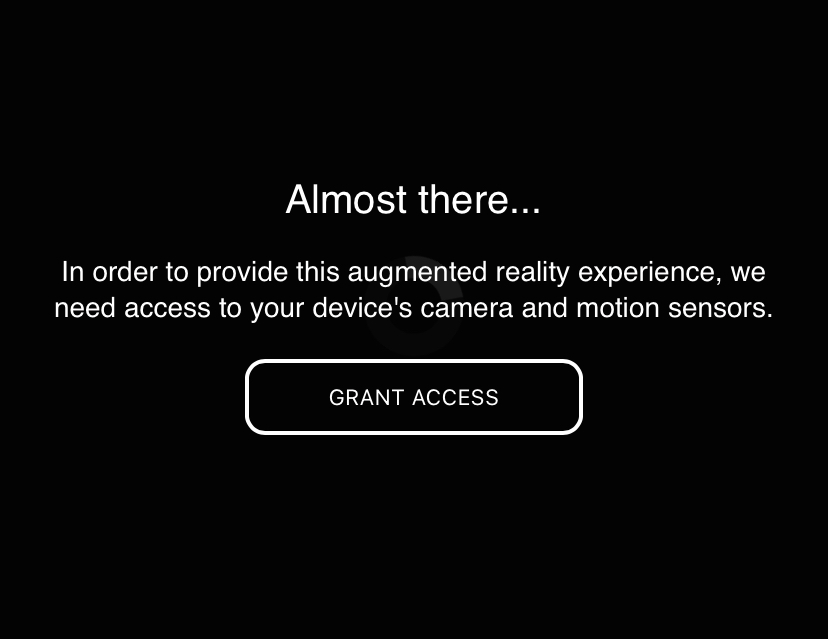 Almost there...
In order to provide this augmented reality experience, we
need access to your device's camera and motion sensors.
GRANT ACCESS